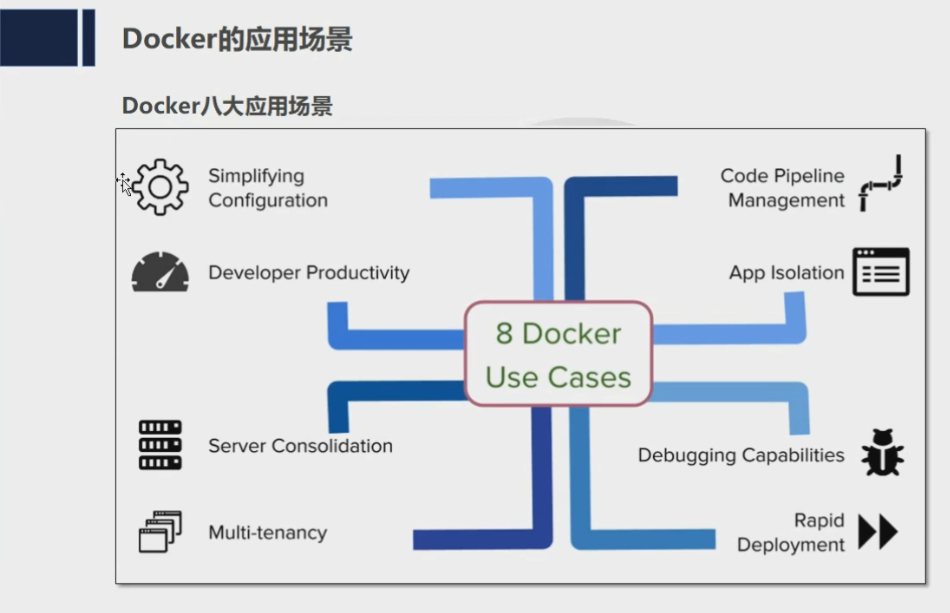 Docker的应用场景
Docker八大应用场景
Simplifying
Configuration
Developer Productivity
Server Consolidation
Multi-tenancy
8 Docker
Use Cases
Code Pipeline
Management
App Isolation
Debugging Capabilities
Rapid
Deployment